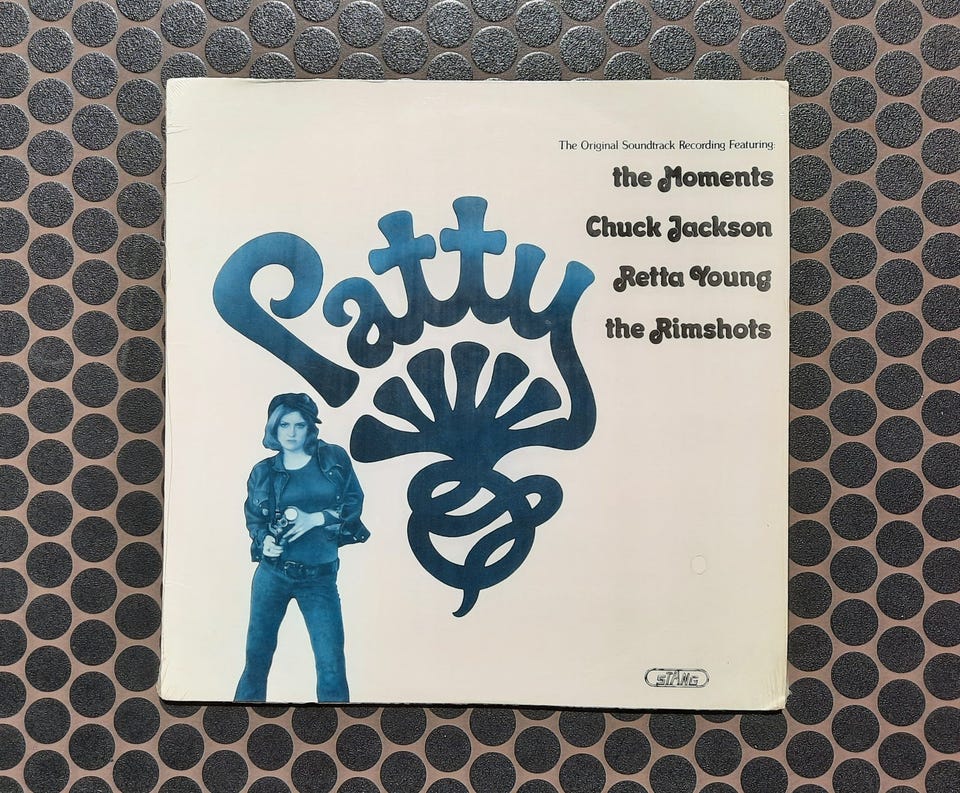 The Original Soundtrack Recording Featuring:
the Moments
Chuck Jackson
Retta Young
the Rimshots
Patty
STANG